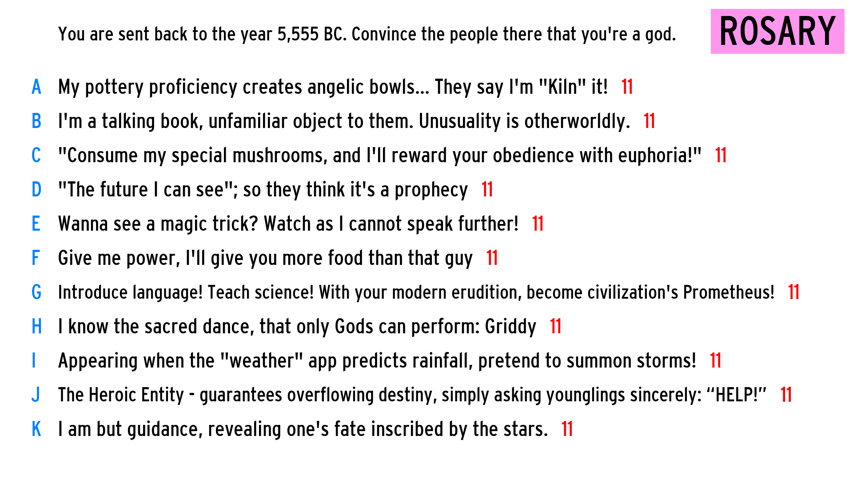 You are sent back to the year 5,555 BC. Convince the people there that you're a god.
ROSARY
A My pottery proficiency creates angelic bowls... They say I'm "Kiln" it! 11
B I'm a talking book, unfamiliar object to them. Unusuality is otherworldly. 11
C "Consume my special mushrooms, and I'll reward your obedience with euphoria!" 11
D "The future I can see"; so they think it's a prophecy 11
E Wanna see a magic trick? Watch as I cannot speak further! 11
F Give me power, I'll give you more food than that guy 11
G Introduce language! Teach science! With your modern erudition, become civilization's Prometheus! 11
H I know the sacred dance, that only Gods can perform: Griddy 11
I Appearing when the "weather" app predicts rainfall, pretend to summon storms! 11
J The Heroic Entity - guarantees overflowing destiny, simply asking younglings sincerely: “HELP!” 11
K I am but guidance, revealing one's fate inscribed by the stars. 11